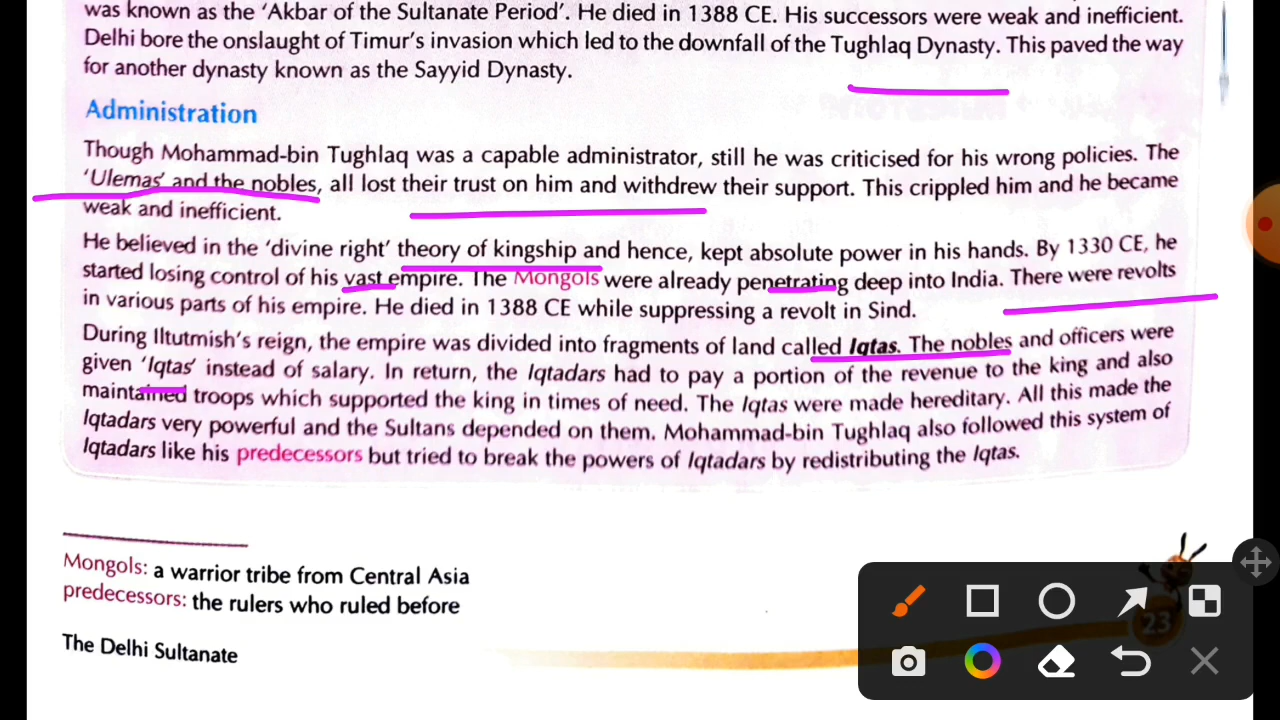 was known as the 'Akbar of the Sultanate Period'. He died in 1388 CE. His successors were weak and inefficient.
Delhi bore the onslaught of Timur's invasion which led to the downfall of the Tughlaq Dynasty. This paved the way
for another dynasty known as the Sayyid Dynasty.
Administration
Though Mohammad-bin Tughlaq was a capable administrator, still he was criticised for his wrong policies. The
'Ulemas' and the nobles, all lost their trust on him and withdrew their support. This crippled him and he became
weak and inefficient.
He believed in the 'divine right' theory of kingship and hence, kept absolute power in his hands. By 1330 CE, he
started losing control of his vast empire. The Mongols were already penetrating deep into India. There were revolts
in various parts of his empire. He died in 1388 CE while suppressing a revolt in Sind.
During Iltutmish's reign, the empire was divided into fragments of land called Iqtas. The nobles and officers were
given 'Iqtas' instead of salary. In return, the Iqtadars had to pay a portion of the revenue to the king and also
maintained troops which supported the king in times of need. The Iqtas were made hereditary. All this made the
Iqtadars very powerful and the Sultans depended on them. Mohammad-bin Tughlaq also followed this system of
Iqtadars like his predecessors but tried to break the powers of Iqtadars by redistributing the Iqtas.
Mongols: a warrior tribe from Central Asia
predecessors: the rulers who ruled before
The Delhi Sultanate
23